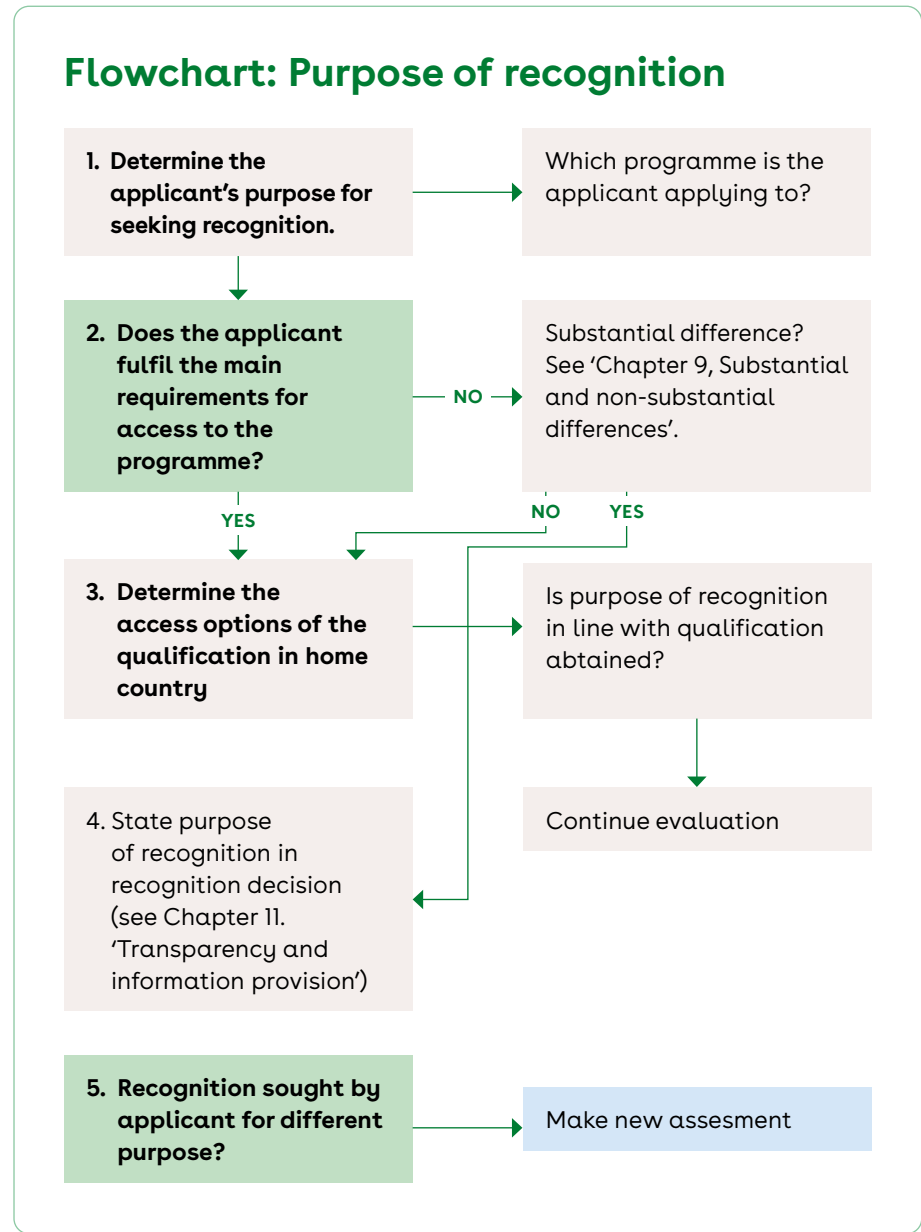 Flowchart: Purpose of recognition
1. Determine the
applicant's purpose for
seeking recognition.
Which programme is the
applicant applying to?
2. Does the applicant
fulfil the main
requirements for
access to the
programme?
NO
Substantial difference?
See 'Chapter 9, Substantial
and non-substantial
differences'.
YES
NO
YES
3. Determine the
access options of the
qualification in home
country
Is purpose of recognition
in line with qualification
abtained?
4. State purpose
of recognition in
recognition decision
(see Chapter 11.
'Transparency and
information provision')
Continue evaluation
5. Recognition sought by
applicant for different
purpose?
Make new assesment